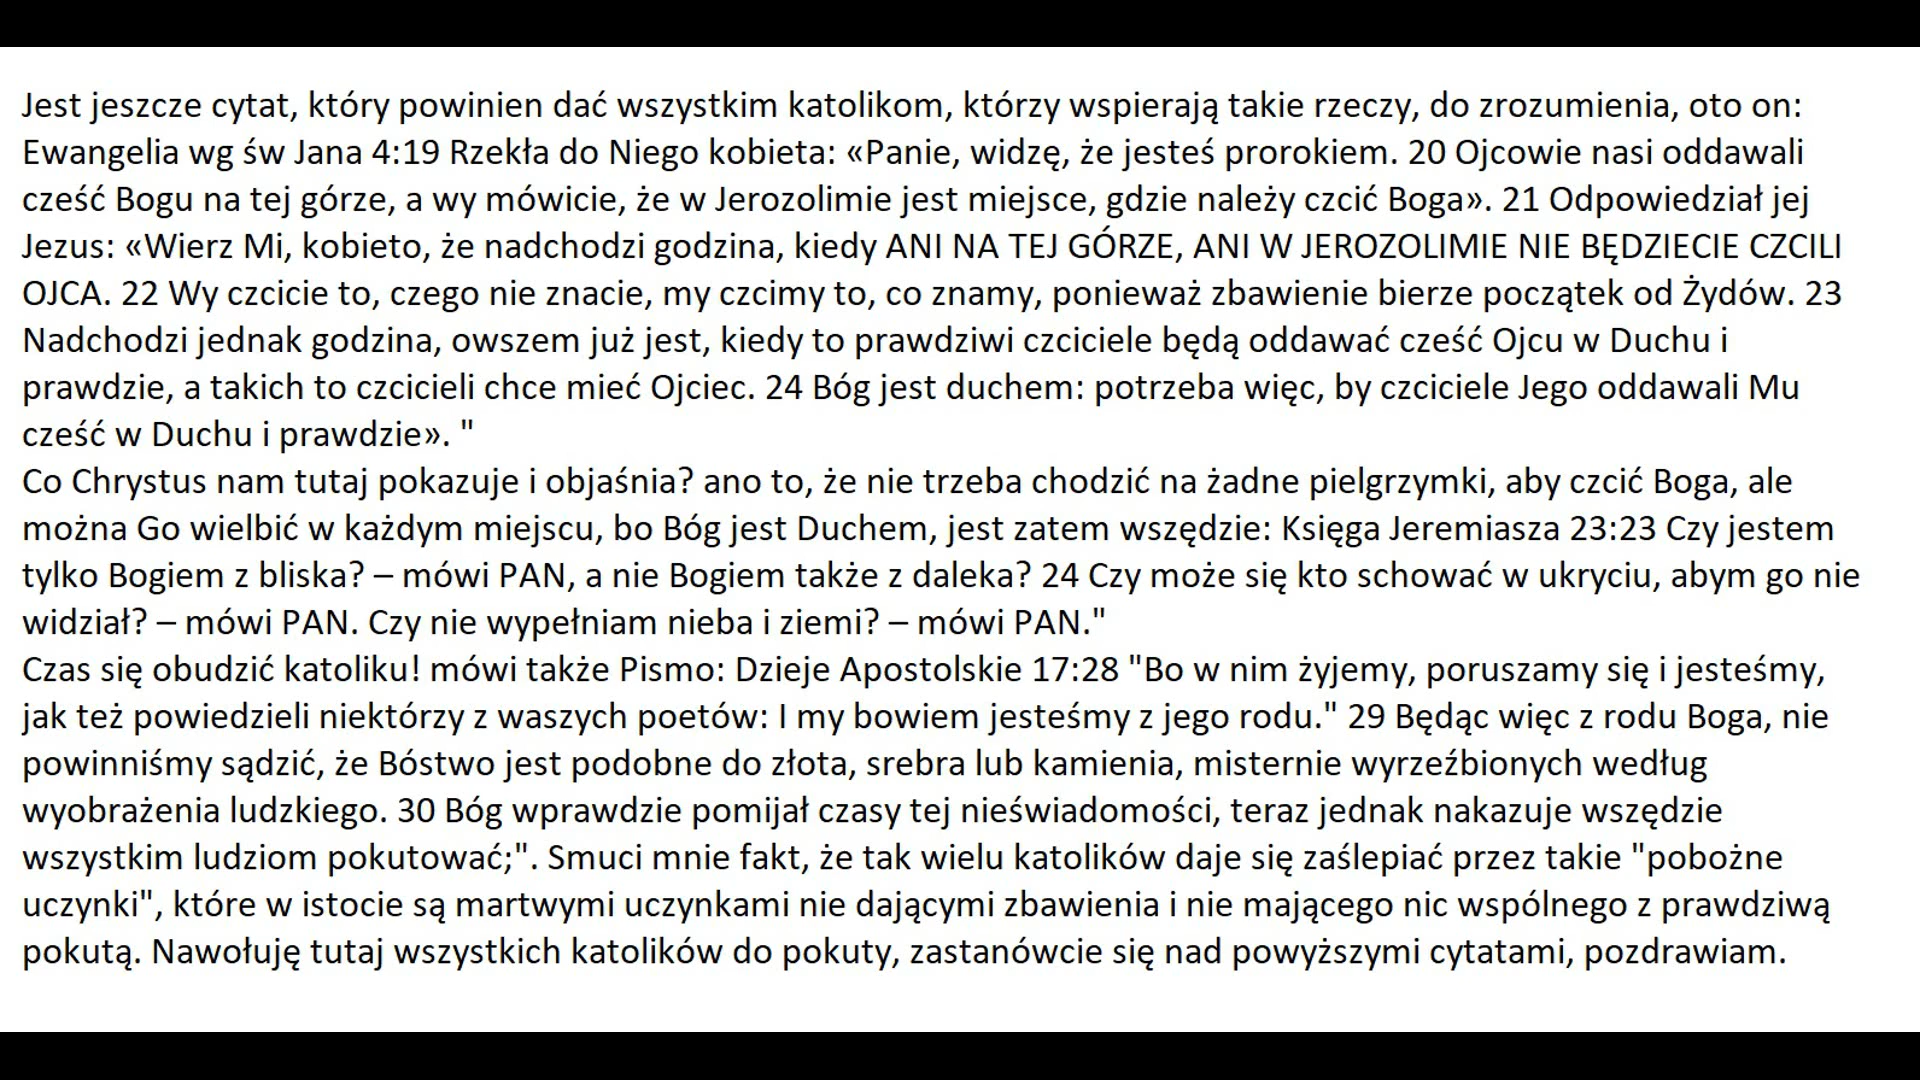 Jest jeszcze cytat, który powinien dać wszystkim katolikom, którzy wspierają takie rzeczy, do zrozumienia, oto on:
Ewangelia wg św Jana 4:19 Rzekła do Niego kobieta: «Panie, widzę, że jesteś prorokiem. 20 Ojcowie nasi oddawali
cześć Bogu na tej górze, a wy mówicie, że w Jerozolimie jest miejsce, gdzie należy czcić Boga». 21 Odpowiedział jej
Jezus: «Wierz Mi, kobieto, że nadchodzi godzina, kiedy ANI NA TEJ GÓRZE, ANI W JEROZOLIMIE NIE BĘDZIECIE CZCILI
OJCA. 22 Wy czcicie to, czego nie znacie, my czcimy to, co znamy, ponieważ zbawienie bierze początek od Żydów. 23
Nadchodzi jednak godzina, owszem już jest, kiedy to prawdziwi czciciele będą oddawać cześć Ojcu w Duchu i
prawdzie, a takich to czcicieli chce mieć Ojciec. 24 Bóg jest duchem: potrzeba więc, by czciciele Jego oddawali Mu
cześć w Duchu i prawdzie». "
Co Chrystus nam tutaj pokazuje i objaśnia? ano to, że nie trzeba chodzić na żadne pielgrzymki, aby czcić Boga, ale
można Go wielbić w każdym miejscu, bo Bóg jest Duchem, jest zatem wszędzie: Księga Jeremiasza 23:23 Czy jestem
tylko Bogiem z bliska? – mówi PAN, a nie Bogiem także z daleka? 24 Czy może się kto schować w ukryciu, abym go nie
widział? – mówi PAN. Czy nie wypełniam nieba i ziemi? – mówi PAN."
Czas się obudzić katoliku! mówi także Pismo: Dzieje Apostolskie 17:28 "Bo w nim żyjemy, poruszamy się i jesteśmy,
jak też powiedzieli niektórzy z waszych poetów: I my bowiem jesteśmy z jego rodu." 29 Będąc więc z rodu Boga, nie
powinniśmy sądzić, że Bóstwo jest podobne do złota, srebra lub kamienia, misternie wyrzeźbionych według
wyobrażenia ludzkiego. 30 Bóg wprawdzie pomijał czasy tej nieświadomości, teraz jednak nakazuje wszędzie
wszystkim ludziom pokutować;". Smuci mnie fakt, że tak wielu katolików daje się zaślepiać przez takie "pobożne
uczynki", które w istocie są martwymi uczynkami nie dającymi zbawienia i nie mającego nic wspólnego z prawdziwą
pokutą. Nawołuję tutaj wszystkich katolików do pokuty, zastanówcie się nad powyższymi cytatami, pozdrawiam.